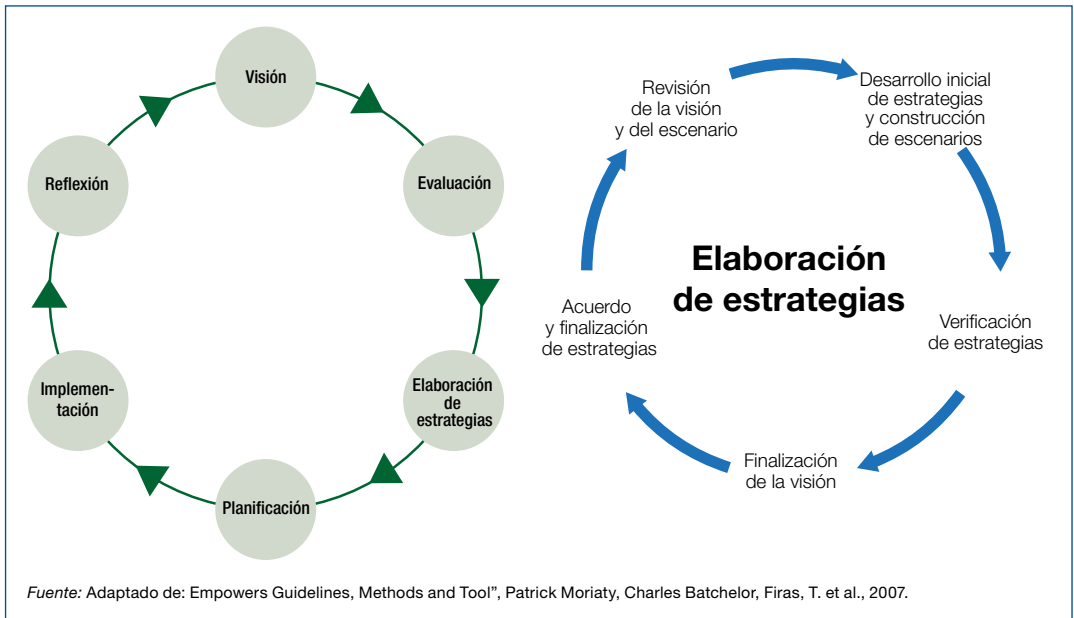 Visión
Evaluación
Elaboración
de
estrategias
Planificación
Implemen-
tación
Reflexión
Revisión
de la visión
y del escenario
Desarrollo inicial
de estrategias
y construcción
de escenarios
Verificación
de estrategias
Finalización
de la visión
Acuerdo
y finalización
de estrategias
Elaboración
de estrategias
Fuente: Adaptado de: Empowers Guidelines, Methods and Tool”, Patrick Moriaty, Charles Batchelor, Firas, T. et al., 2007.